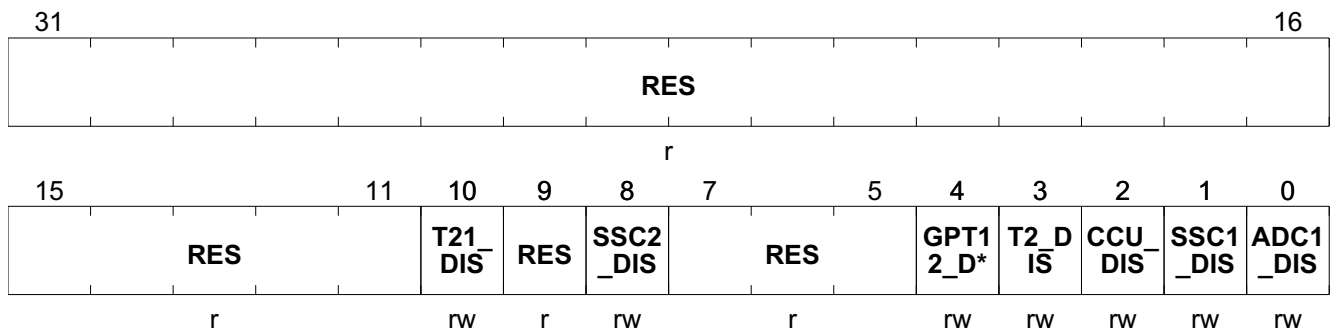 31 16
RES
r
15 11 10 9 8 7 5 4 3 2 1 0
RES T21_DIS RES SSC2_DIS RES GPT12_D* T2_DIS CCU_DIS SSC1_DIS ADC1_DIS
r rw r rw r rw rw rw rw rw